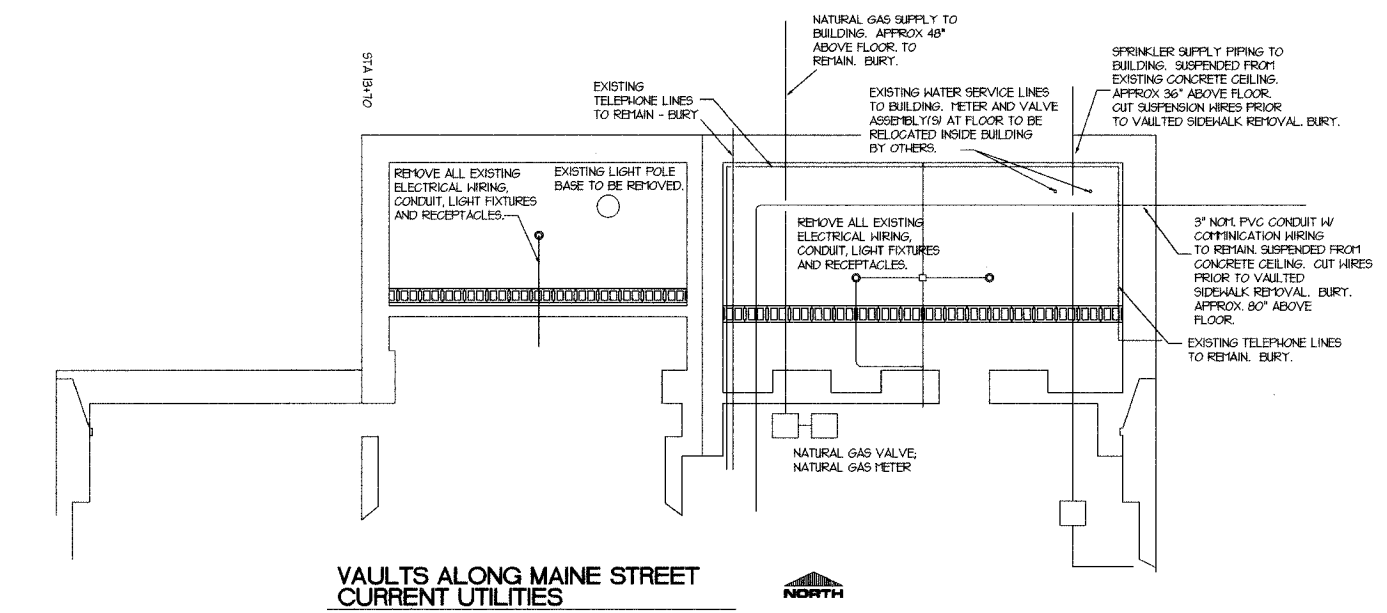 NATURAL GAS SUPPLY TO
BUILDING. APPROX 48"
ABOVE FLOOR. TO
REMAIN. BURY.
STA 13+70
EXISTING
TELEPHONE LINES
TO REMAIN - BURY
EXISTING WATER SERVICE LINES
TO BUILDING. METER AND VALVE
ASSEMBLY(S) AT FLOOR TO BE
RELOCATED INSIDE BUILDING
BY OTHERS.
SPRINKLER SUPPLY PIPING TO
BUILDING. SUSPENDED FROM
EXISTING CONCRETE CEILING.
APPROX 36" ABOVE FLOOR.
CUT SUSPENSION WIRES PRIOR
TO VAULTED SIDEWALK REMOVAL. BURY.
REMOVE ALL EXISTING
ELECTRICAL WIRING,
CONDUIT, LIGHT FIXTURES
AND RECEPTACLES.
EXISTING LIGHT POLE
BASE TO BE REMOVED.
REMOVE ALL EXISTING
ELECTRICAL WIRING,
CONDUIT, LIGHT FIXTURES
AND RECEPTACLES.
3" NOM. PVC CONDUIT W/
COMMINICATION WIRING
TO REMAIN. SUSPENDED FROM
CONCRETE CEILING. CUT WIRES
PRIOR TO VAULTED
SIDEWALK REMOVAL. BURY.
APPROX. 80" ABOVE
FLOOR.
EXISTING TELEPHONE LINES
TO REMAIN. BURY.
NATURAL GAS VALVE;
NATURAL GAS METER
VAULTS ALONG MAINE STREET
CURRENT UTILITIES
NORTH